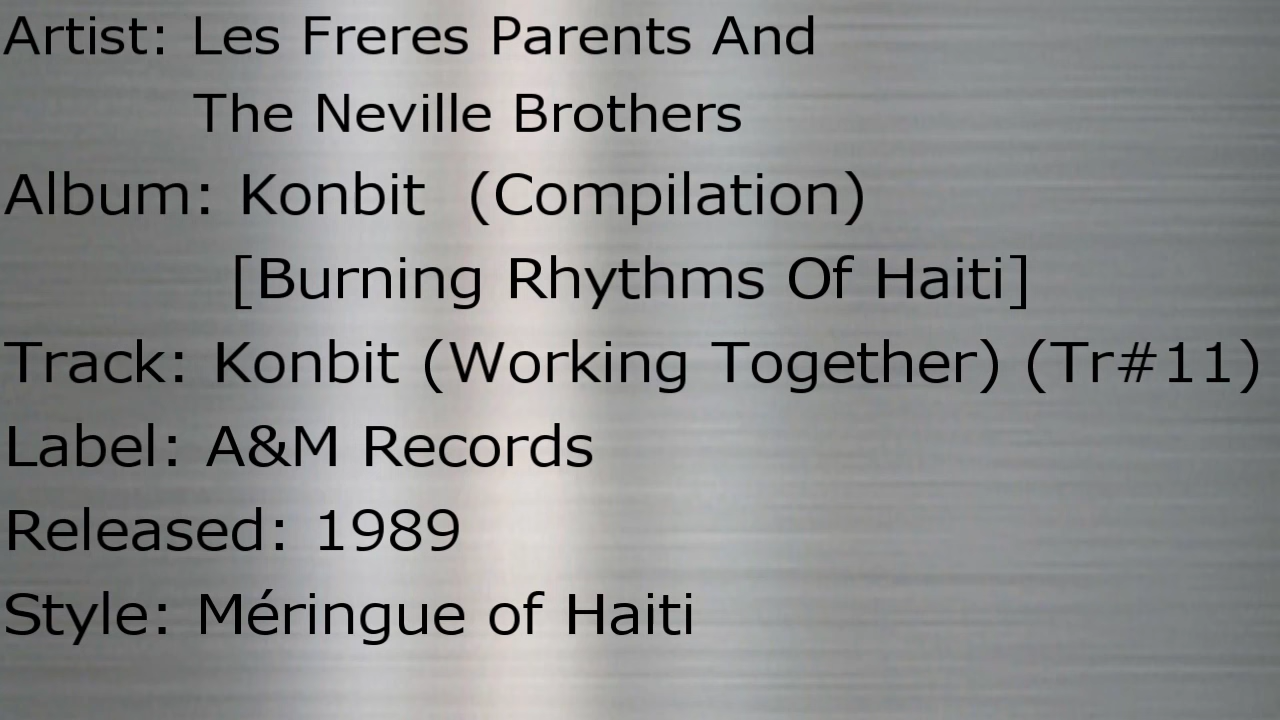 Artist: Les Freres Parents And
The Neville Brothers
Album: Konbit (Compilation)
[Burning Rhythms Of Haiti]
Track: Konbit (Working Together) (Tr#11)
Label: A&M Records
Released: 1989
Style: Méringue of Haiti